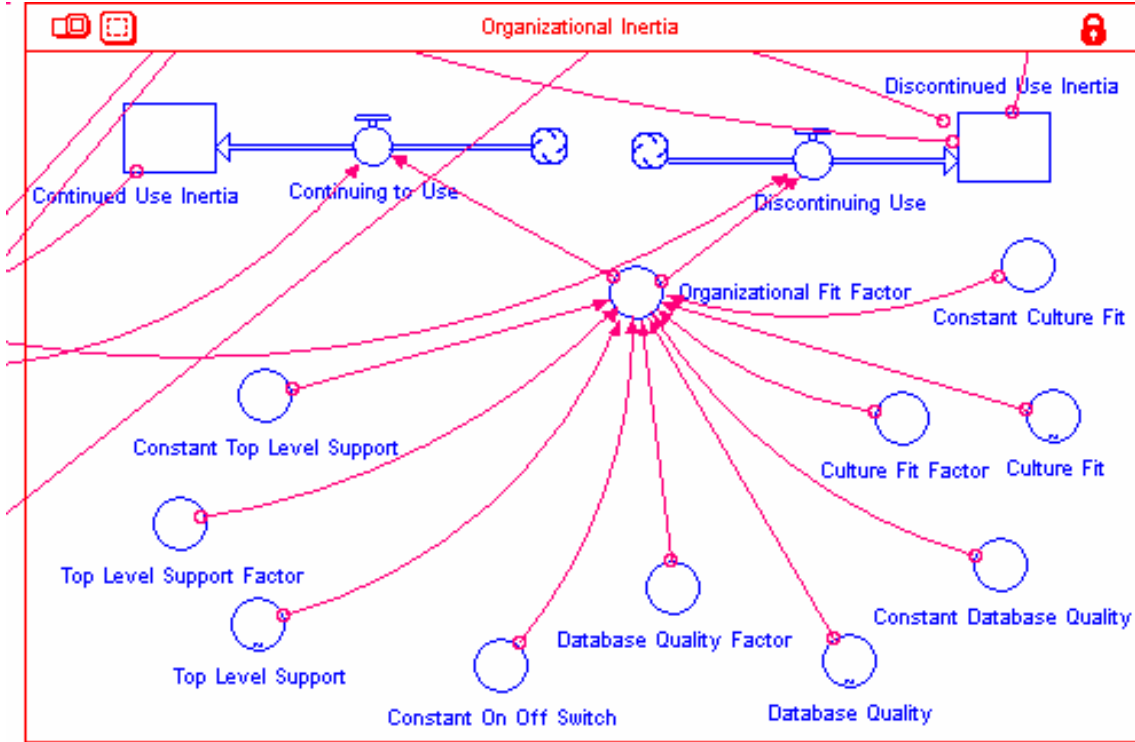 Organizational Inertia
Discontinued Use Inertia
Continued Use Inertia
Continuing to Use
Discontinuing Use
Organizational Fit Factor
Constant Culture Fit
Constant Top Level Support
Culture Fit Factor
Culture Fit
Top Level Support Factor
Constant Database Quality
Database Quality Factor
Top Level Support
Constant On Off Switch
Database Quality